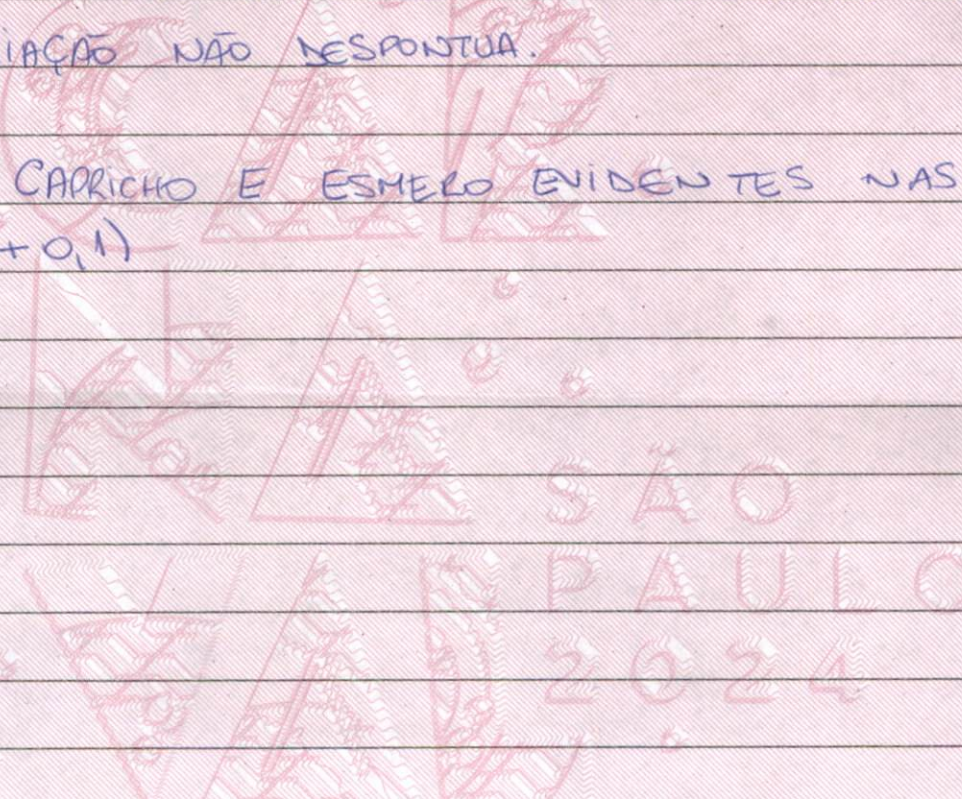 IAÇÃO NÃO DESPONTUA.
CAPRICHO E ESMERO EVIDENTES NAS
+0,1)
SÃO
PAULO
2024